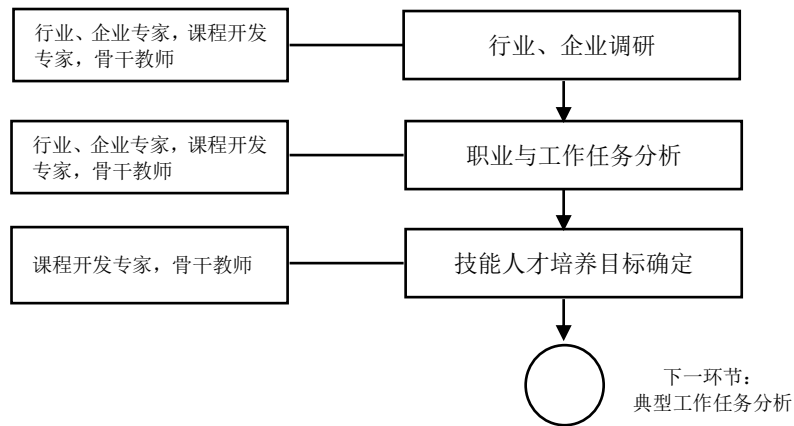 行业、企业专家，课程开发
专家，骨干教师
行业、企业调研
行业、企业专家，课程开发
专家，骨干教师
职业与工作任务分析
课程开发专家，骨干教师
技能人才培养目标确定
下一环节：
典型工作任务分析